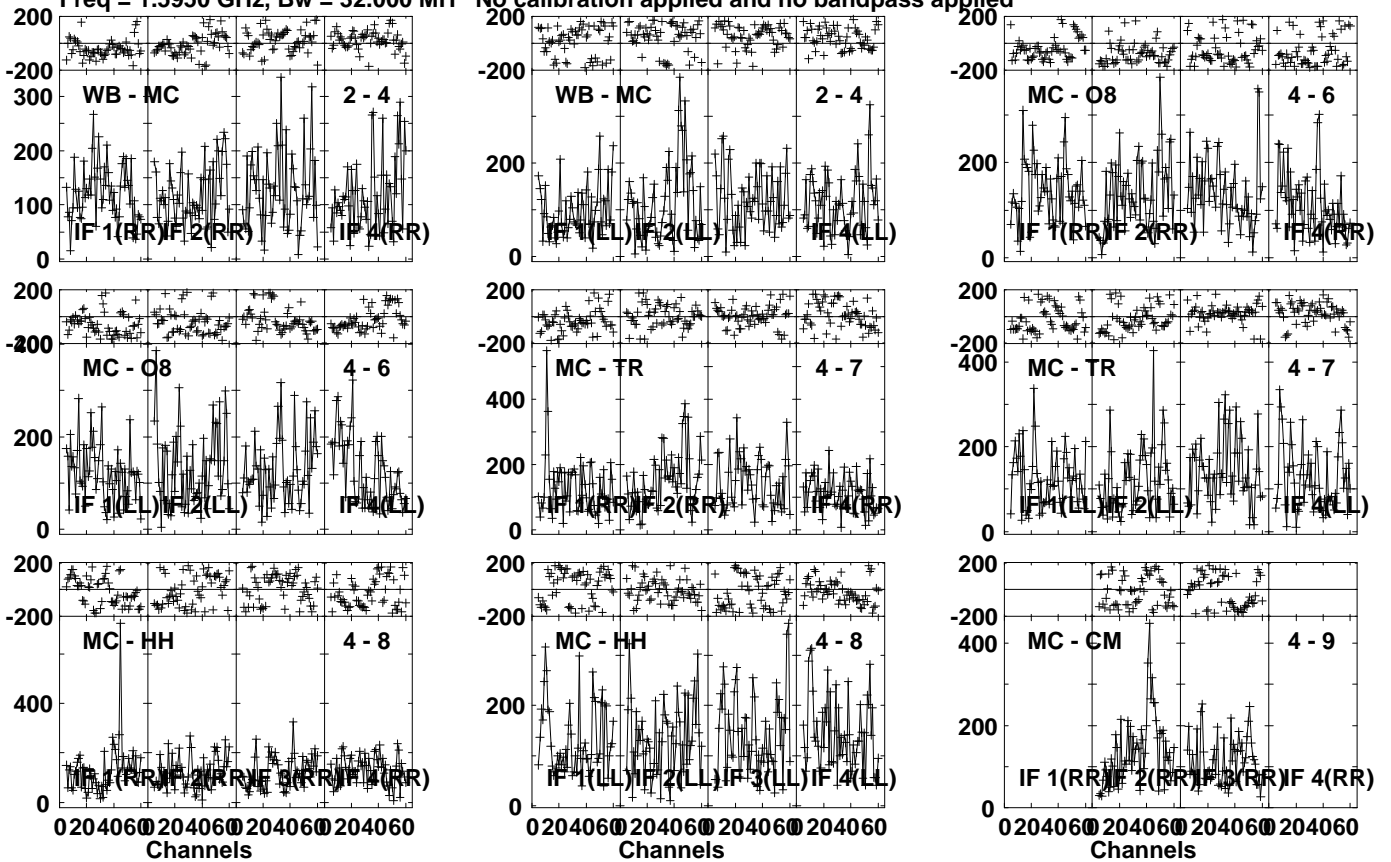 Freq = 1.5950 GHz, Bw = 32.000 MH No calibration applied and no bandpass applied
200
-200
300
200
100
0
WB - MC 2 - 4
IF 1(RR) IF 2(RR) IF 4(RR)
200
-200
200
0
WB - MC 2 - 4
IF 1(LL) IF 2(LL) IF 4(LL)
200
-200
200
0
MC - O8 4 - 6
IF 1(RR) IF 2(RR) IF 4(RR)
200
-200
400
200
0
MC - O8 4 - 6
IF 1(LL) IF 2(LL) IF 4(LL)
200
-200
400
200
0
MC - TR 4 - 7
IF 1(RR) IF 2(RR) IF 4(RR)
200
-200
400
200
0
MC - TR 4 - 7
IF 1(LL) IF 2(LL) IF 4(LL)
200
-200
400
0
MC - HH 4 - 8
IF 1(RR) IF 2(RR) IF 3(RR) IF 4(RR)
0 20 40 60 0 20 40 60 0 20 40 60 0 20 40 60
Channels
200
-200
200
0
MC - HH 4 - 8
IF 1(LL) IF 2(LL) IF 3(LL) IF 4(LL)
0 20 40 60 0 20 40 60 0 20 40 60 0 20 40 60
Channels
200
-200
400
200
0
MC - CM 4 - 9
IF 1(RR) IF 2(RR) IF 3(RR) IF 4(RR)
0 20 40 60 0 20 40 60 0 20 40 60 0 20 40 60
Channels